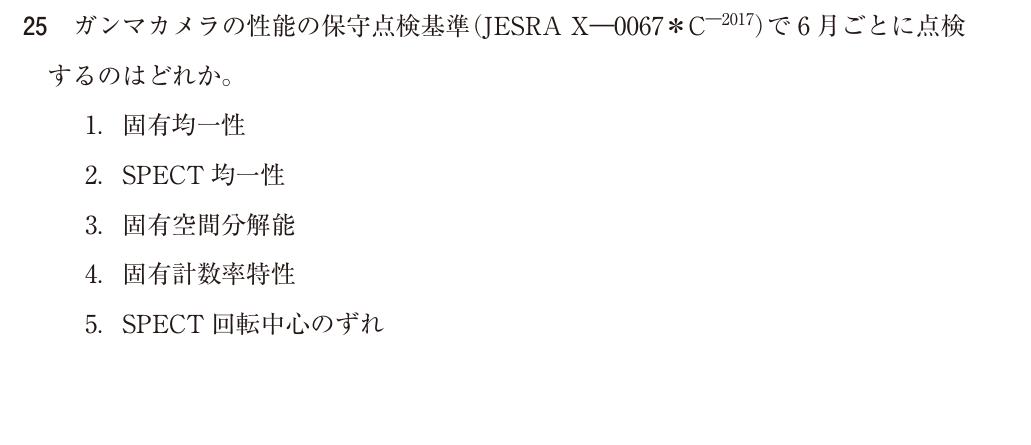 25 ガンマカメラの性能の保守点検基準(JESRA X―0067＊C―2017)で 6 月ごとに点検
するのはどれか。
1. 固有均一性
2. SPECT 均一性
3. 固有空間分解能
4. 固有計数率特性
5. SPECT 回転中心のずれ